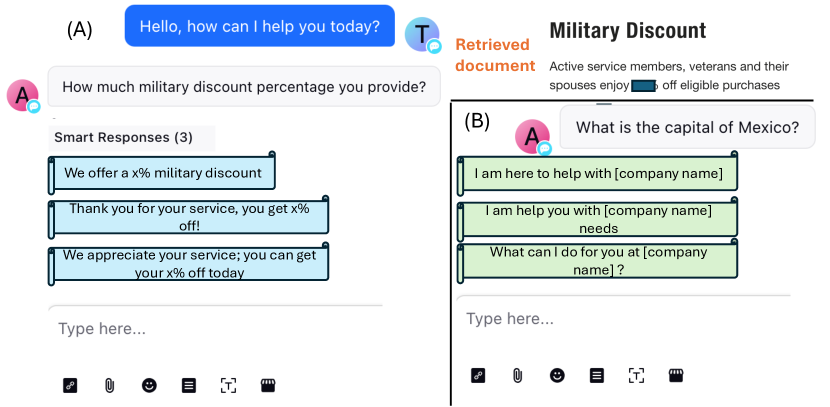 (A)
Hello, how can I help you today?
T
A
How much military discount percentage you provide?
Smart Responses (3)
We offer a x% military discount
Thank you for your service, you get x%
off!
We appreciate your service; you can get
your x% off today
Type here...
T
Retrieved
document
Military Discount
Active service members, veterans and their
spouses enjoy off eligible purchases
(B)
A
What is the capital of Mexico?
I am here to help with [company name]
I am help you with [company name]
needs
What can I do for you at [company
name] ?
Type here...
T